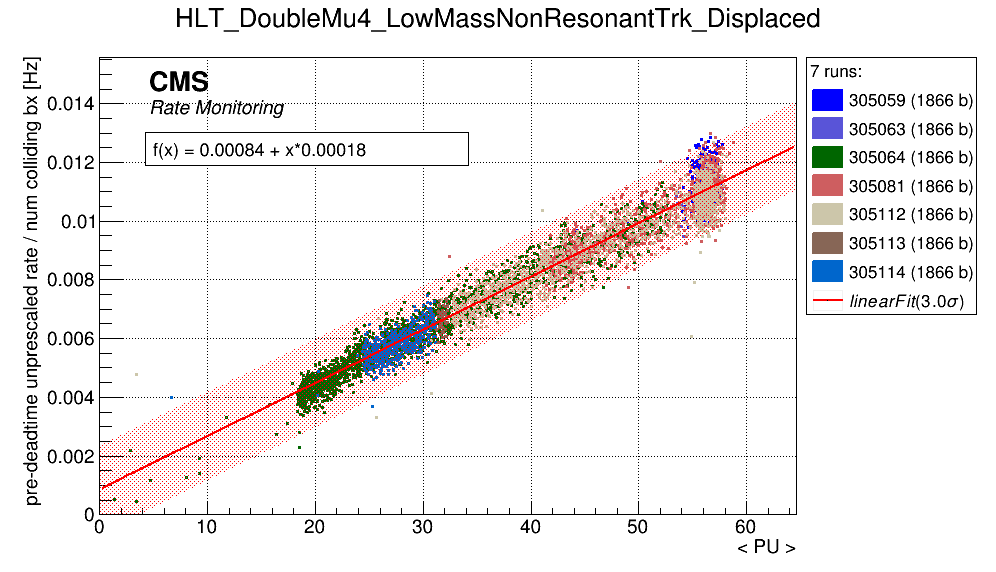 HLT_DoubleMu4_LowMassNonResonantTrk_Displaced
pre-deadtime unprescaled rate / num colliding bx [Hz]
CMS
Rate Monitoring
f(x) = 0.00084 + x*0.00018
0.014
0.012
0.01
0.008
0.006
0.004
0.002
0
0 10 20 30 40 50 60
< PU >
7 runs:
305059 (1866 b)
305063 (1866 b)
305064 (1866 b)
305081 (1866 b)
305112 (1866 b)
305113 (1866 b)
305114 (1866 b)
linearFit(3.0σ)